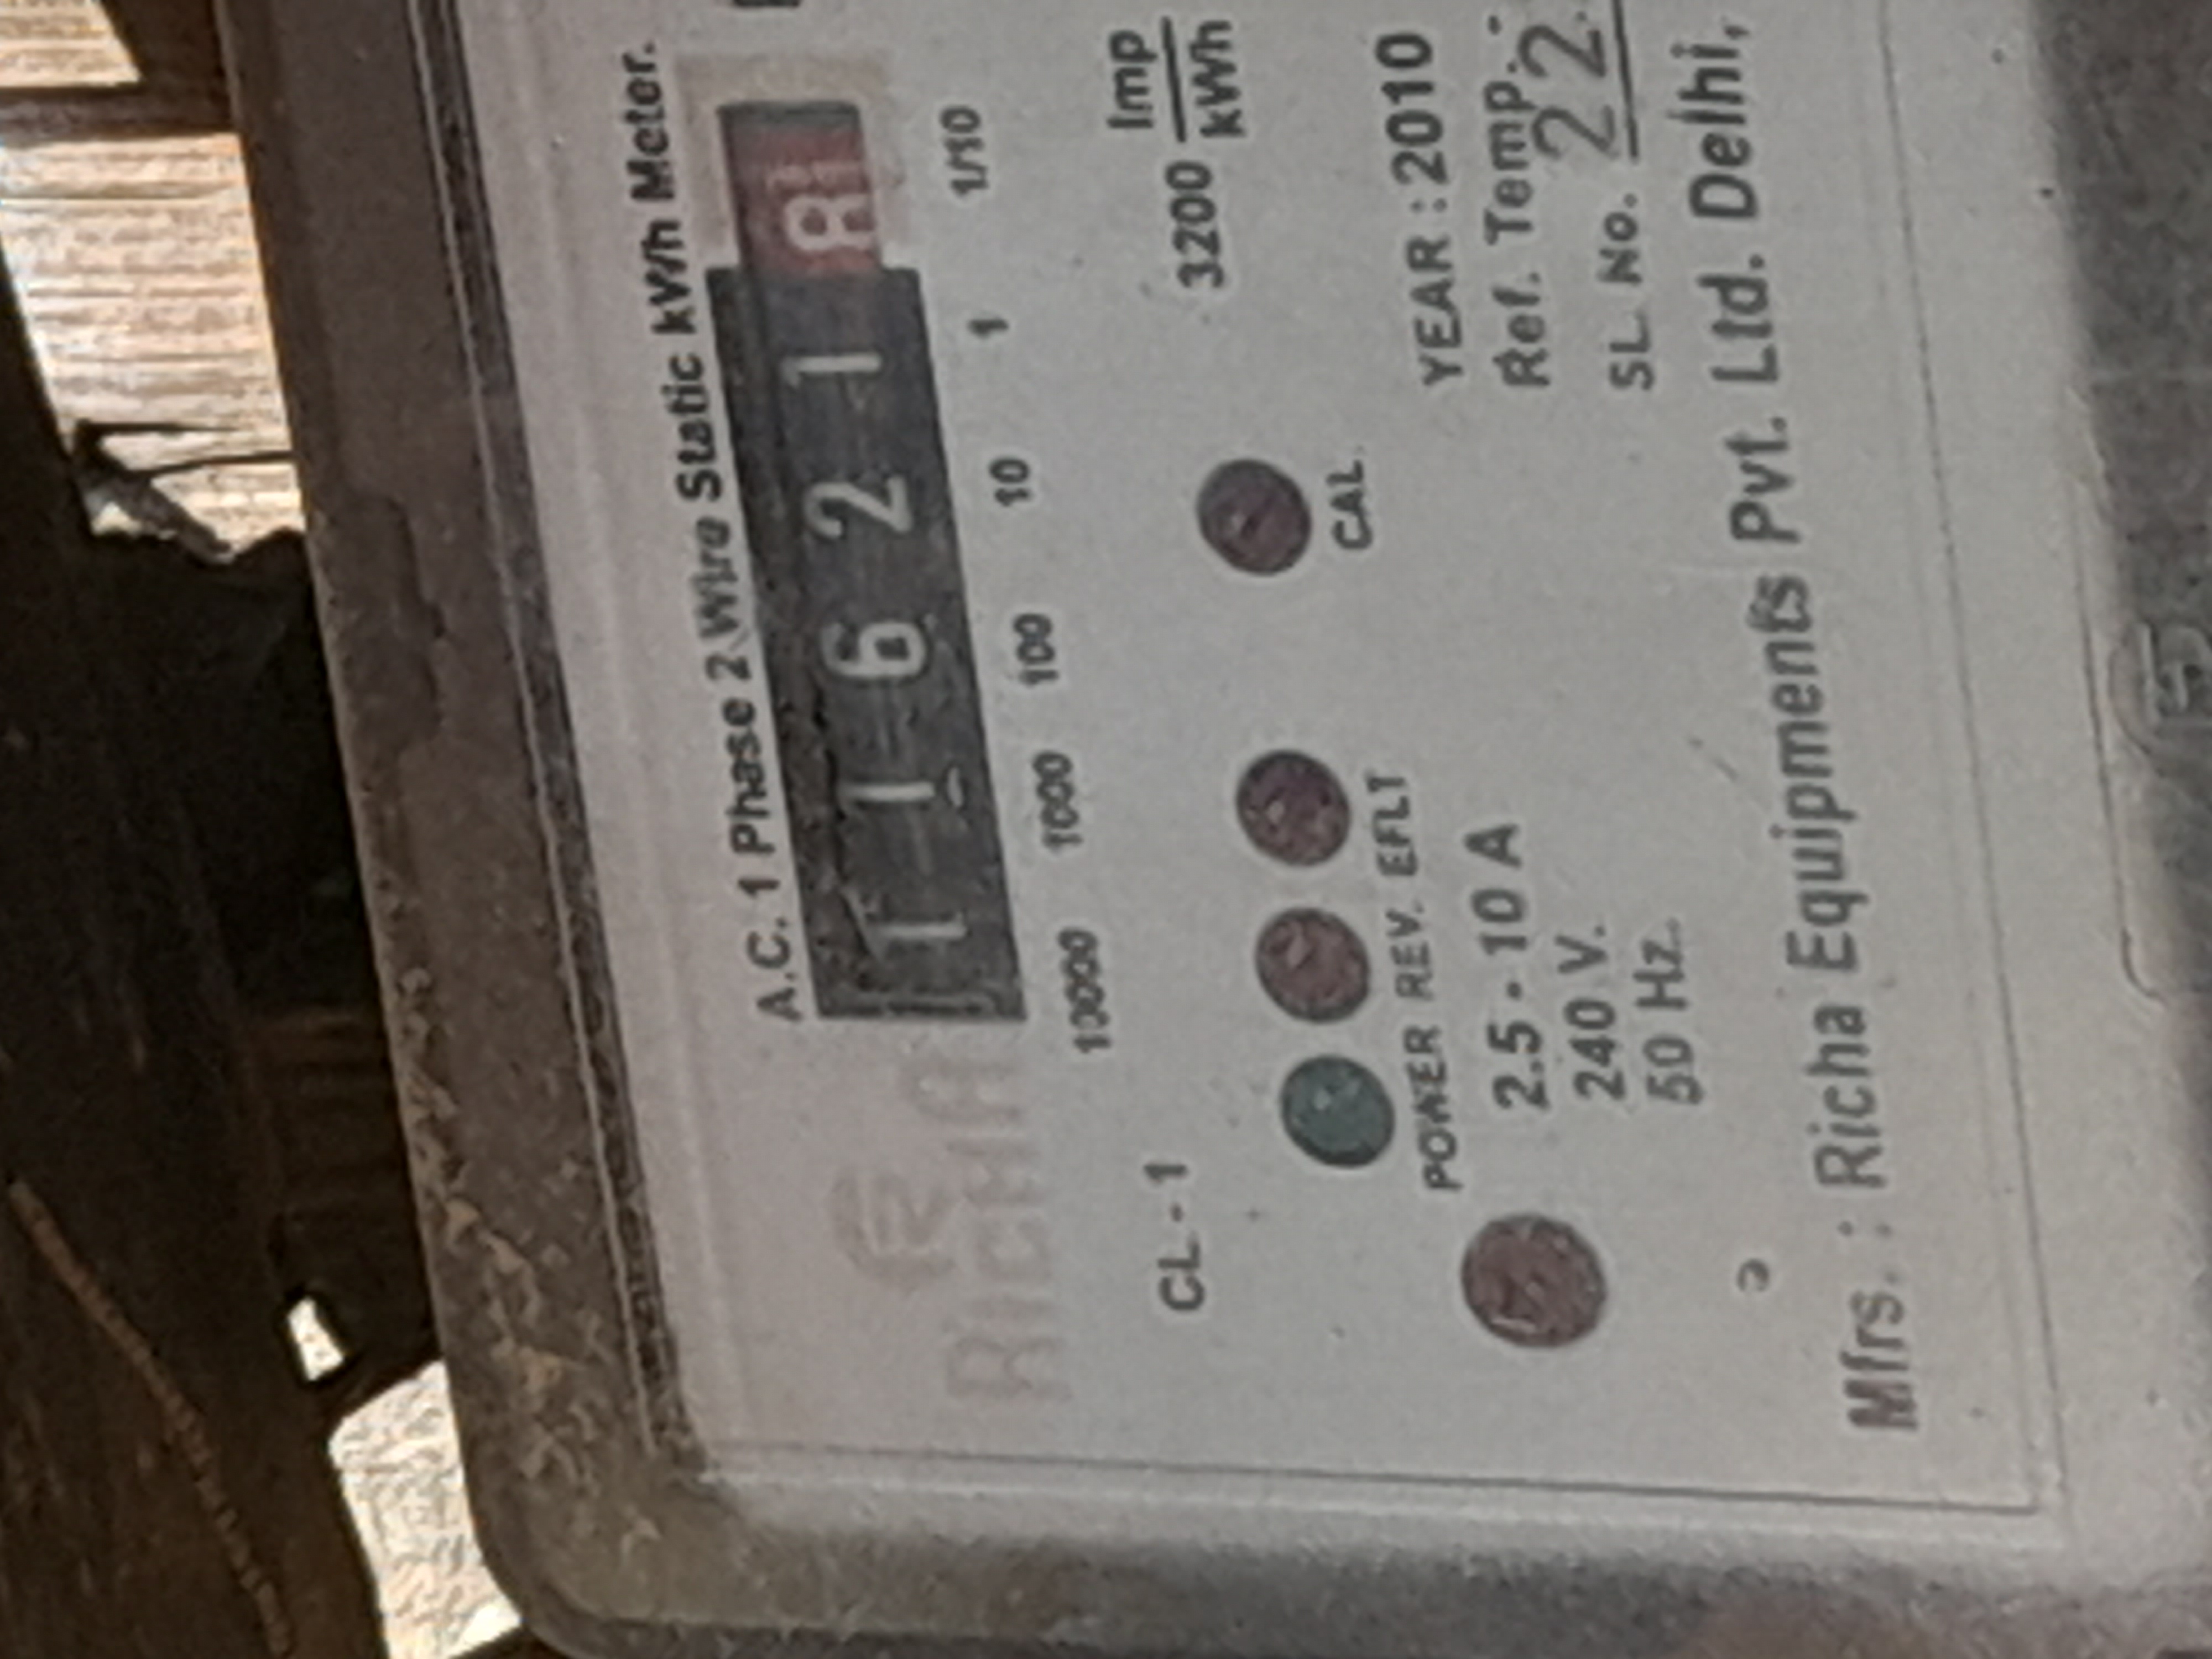 A.C. 1 Phase 2 Wire Static kWh Meter.
RICHA
1 1 6 2 1 8
10000 1000 100 10 1 1/10
CL - 1
3200 Imp
kWh
POWER REV. EFLT
CAL.
2.5 - 10 A
240 V.
50 Hz.
YEAR : 2010
Ref. Temp. :
SL. No. 22
Mfrs. : Richa Equipments Pvt. Ltd. Delhi,